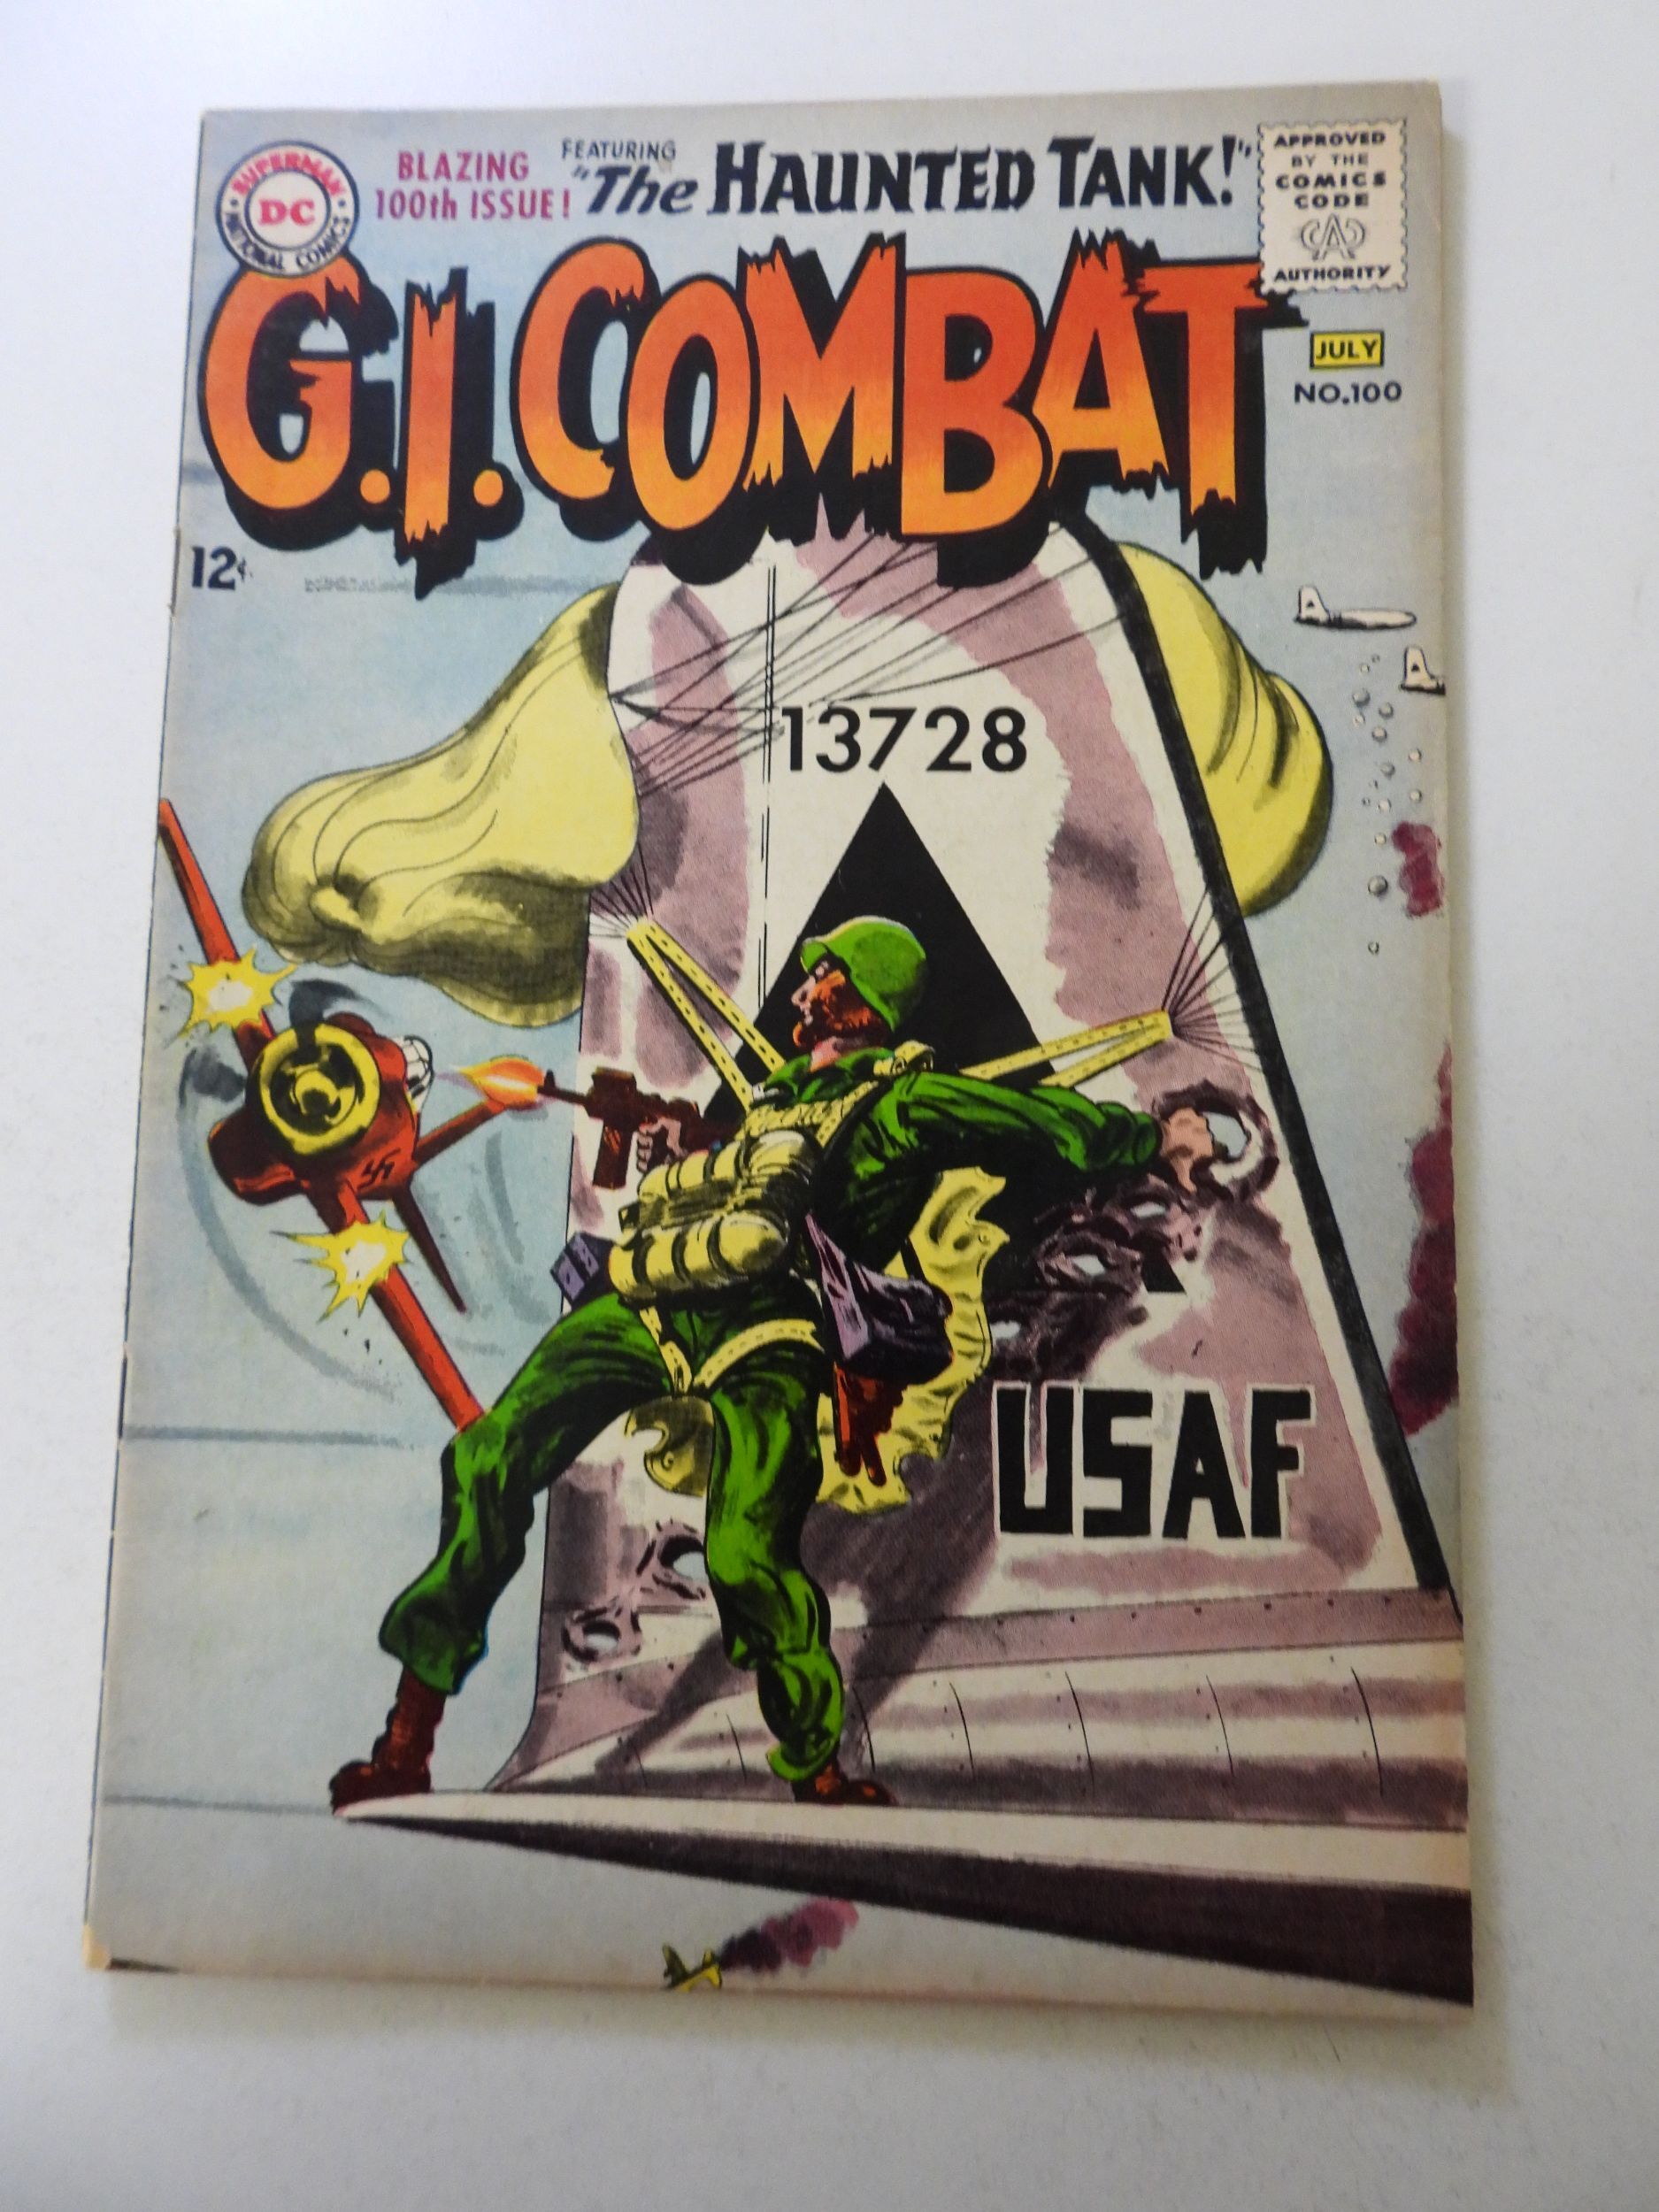 SUPERMAN
DC
NATIONAL COMICS
BLAZING
100th ISSUE!
FEATURING
"The HAUNTED TANK!"
APPROVED
BY THE
COMICS
CODE
CA
AUTHORITY
G.I. COMBAT
JULY
NO.100
12¢
13728
USAF